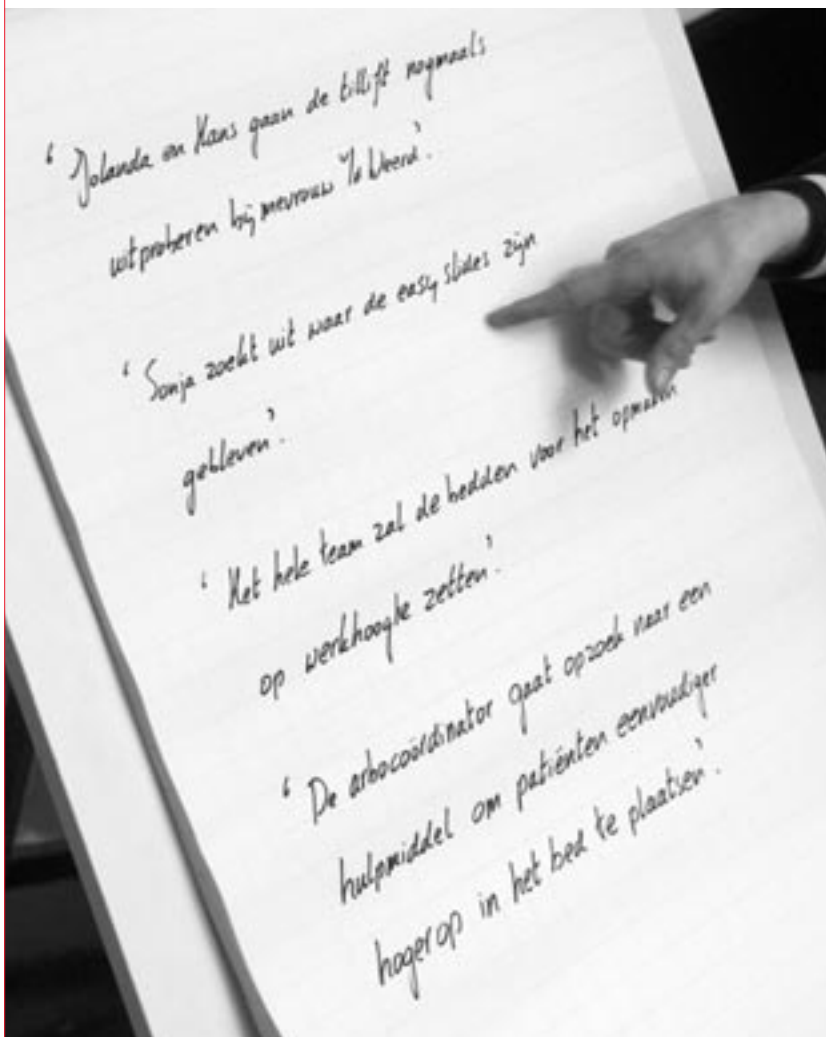 ‘Jolanda en Hans gaan de tillift nogmaals
uitproberen bij mevrouw
‘Sonja zoekt uit waar de easy slides zijn
gebleven’.
‘Het hele team zal de bedden voor het opmaken
op werkhoogte zetten’.
‘De arbocoördinator gaat opzoek naar een
hulpmiddel om patiënten eenvoudiger
hogerop in het bed te plaatsen’.